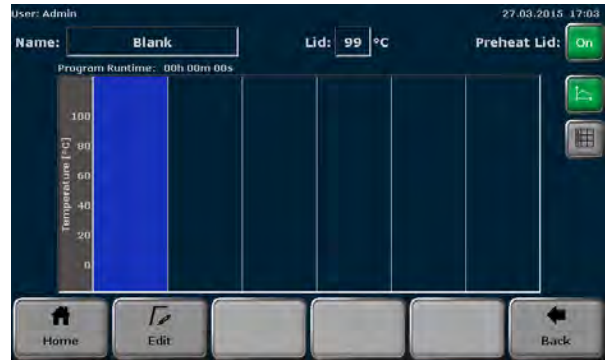 User: Admin 27.03.2015 17:03
Name: Blank Lid: 99 °C Preheat Lid: On
Program Runtime: 00h 00m 00s
Temperature [°C]
100
80
60
40
20
0
Home Edit Back